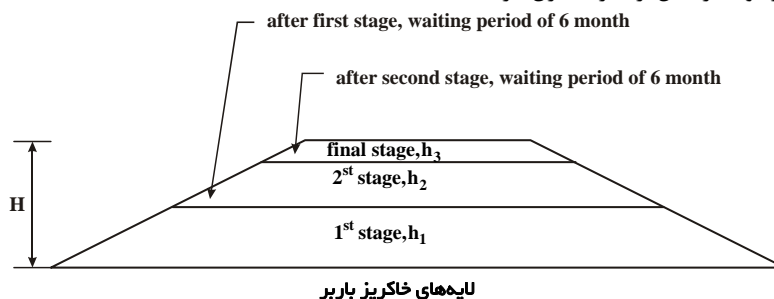 after first stage, waiting period of 6 month
after second stage, waiting period of 6 month
final stage,h₃
2ˢᵗ stage,h₂
H
1ˢᵗ stage,h₁
لایه‌های خاکریز باربر